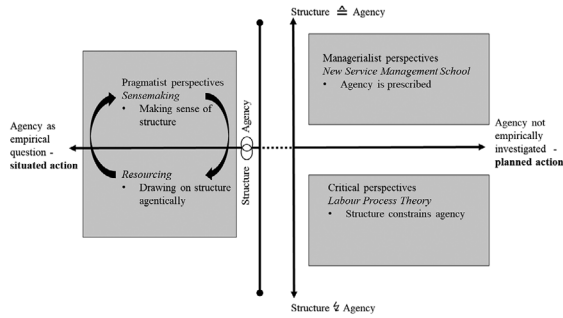 Structure ≙ Agency
Pragmatist perspectives
Sensemaking
• Making sense of
structure
Resourcing
• Drawing on structure
agentically
Agency as
empirical
question -
situated action
Agency
Structure
Managerialist perspectives
New Service Management School
• Agency is prescribed
Agency not
empirically
investigated -
planned action
Critical perspectives
Labour Process Theory
• Structure constrains agency
Structure ↯ Agency